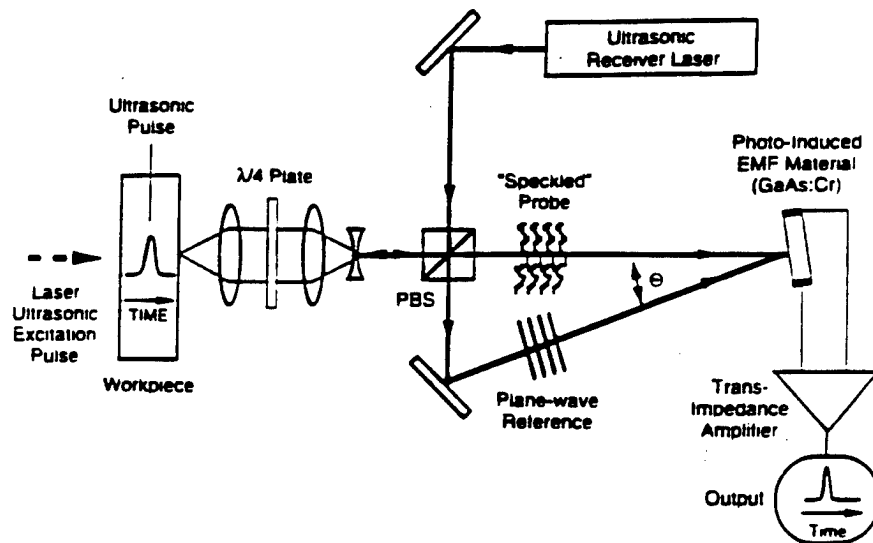 Ultrasonic
Receiver Laser
Ultrasonic
Pulse
λ/4 Plate
"Speckled"
Probe
Photo-Induced
EMF Material
(GaAs:Cr)
PBS
Θ
TIME
Laser
Ultrasonic
Excitation
Pulse
Workpiece
Plane-wave
Reference
Trans-
Impedance
Amplifier
Output
Time